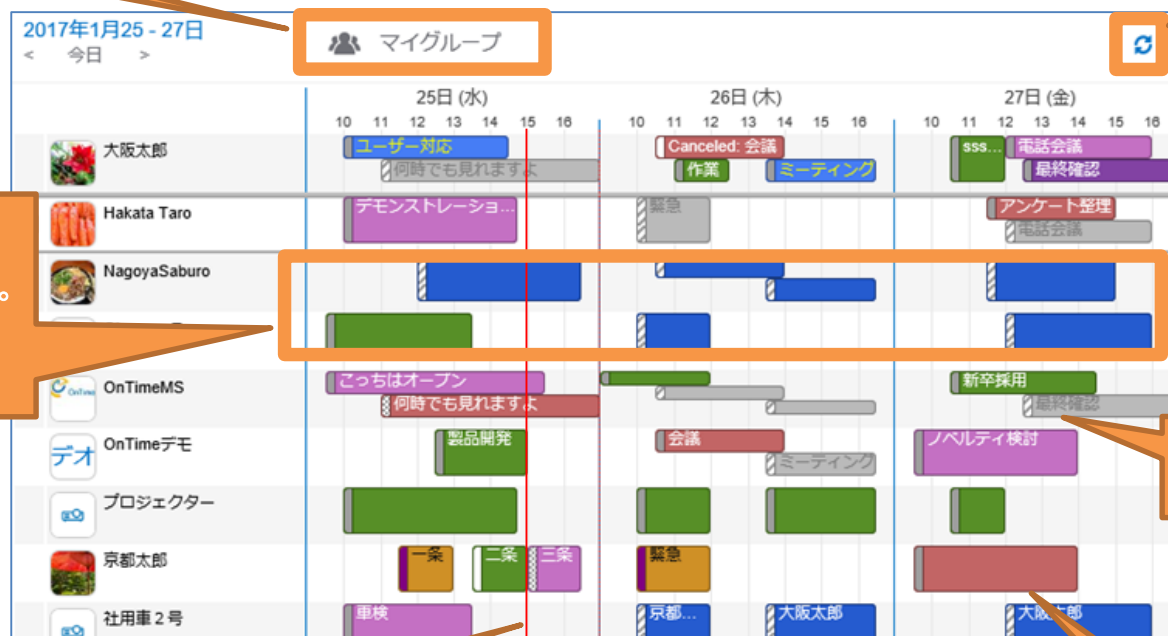 2017年1月25 - 27日
< 今日 >
マイグループ
25日 (水) 26日 (木) 27日 (金)
10 11 12 13 14 15 16 10 11 12 13 14 15 16 10 11 12 13 14 15 16
大阪太郎
ユーザー対応 Canceled: 会議 sss... 電話会議
何時でも見れますよ 作業 ミーティング 最終確認
Hakata Taro
デモンストレーショ... 緊急 アンケート整理
電話会議
NagoyaSaburo
。
OnTime
OnTimeMS
こっちはオープン 新卒採用
何時でも見れますよ 最終確認
デオ
OnTimeデモ
製品開発 会議 ノベルティ検討
ミーティング
プロジェクター
京都太郎
一条 二条 三条 緊急
社用車2号
車検 京都... 大阪太郎 大阪太郎